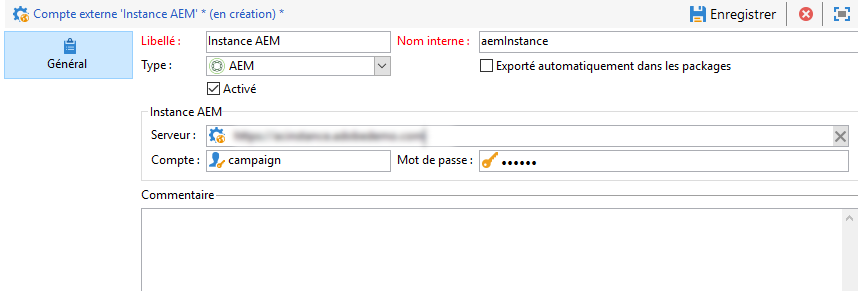 Compte externe 'Instance AEM' * (en création) *
Enregistrer
Général
Libellé :
Instance AEM
Nom interne :
aemInstance
Type :
AEM
Exporté automatiquement dans les packages
Activé
Instance AEM
Serveur :
Compte :
campaign
Mot de passe :
••••••
Commentaire